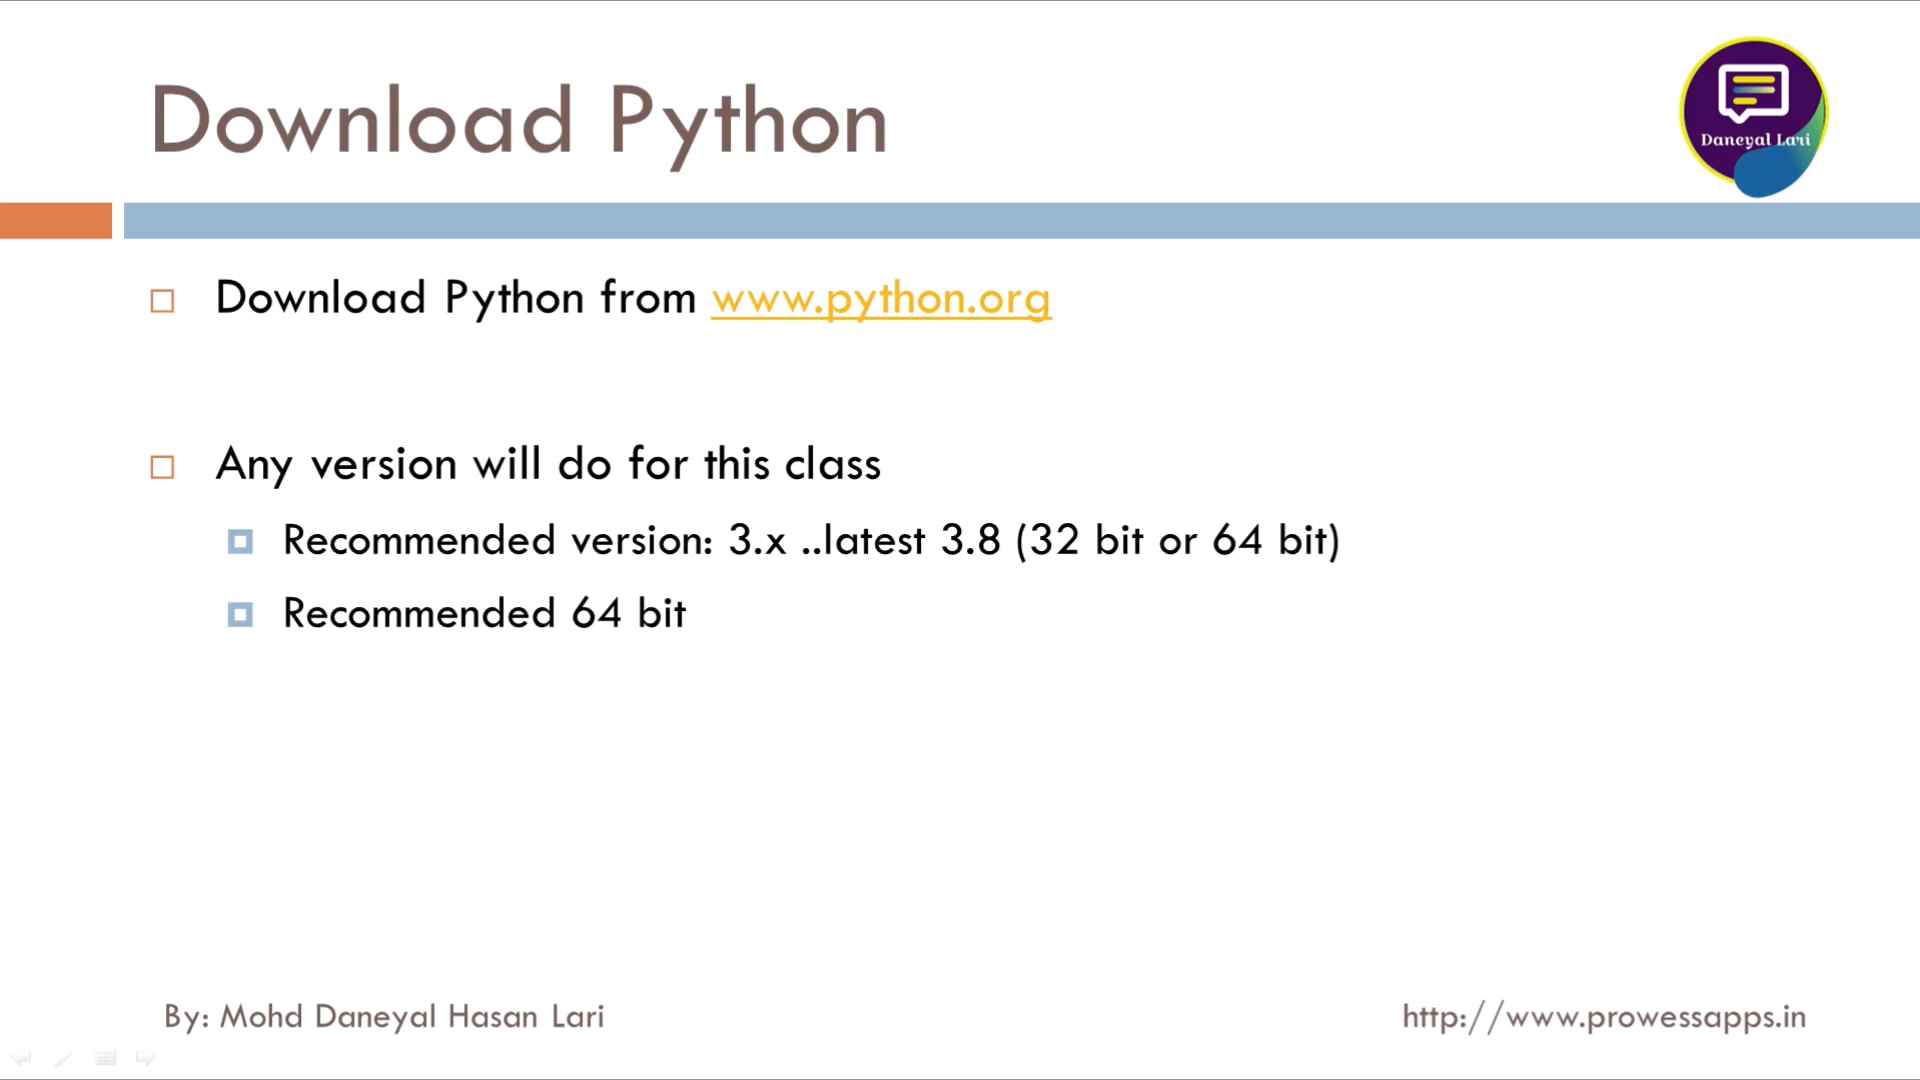 Download Python
Daneyal Lari
Download Python from www.python.org
Any version will do for this class
Recommended version: 3.x ..latest 3.8 (32 bit or 64 bit)
Recommended 64 bit
By: Mohd Daneyal Hasan Lari
http://www.prowessapps.in